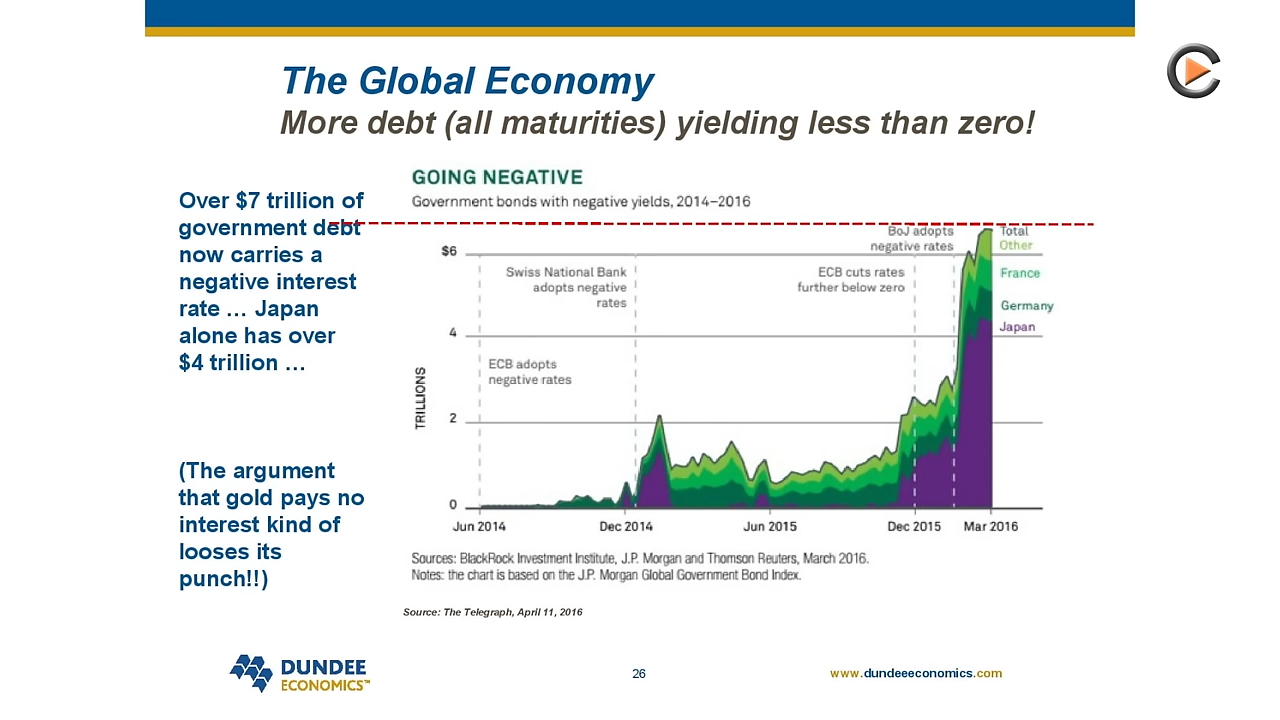 The Global Economy
More debt (all maturities) yielding less than zero!
Over $7 trillion of
government debt
now carries a
negative interest
rate … Japan
alone has over
$4 trillion …
(The argument
that gold pays no
interest kind of
looses its
punch!!)
GOING NEGATIVE
Government bonds with negative yields, 2014–2016
BoJ adopts
negative rates
Total
Other
France
Germany
Japan
$6
Swiss National Bank
adopts negative
rates
ECB cuts rates
further below zero
4
ECB adopts
negative rates
TRILLIONS
2
0
Jun 2014 Dec 2014 Jun 2015 Dec 2015 Mar 2016
Sources: BlackRock Investment Institute, J.P. Morgan and Thomson Reuters, March 2016.
Notes: the chart is based on the J.P. Morgan Global Government Bond Index.
Source: The Telegraph, April 11, 2016
DUNDEE
ECONOMICS™
26
www.dundeeeconomics.com